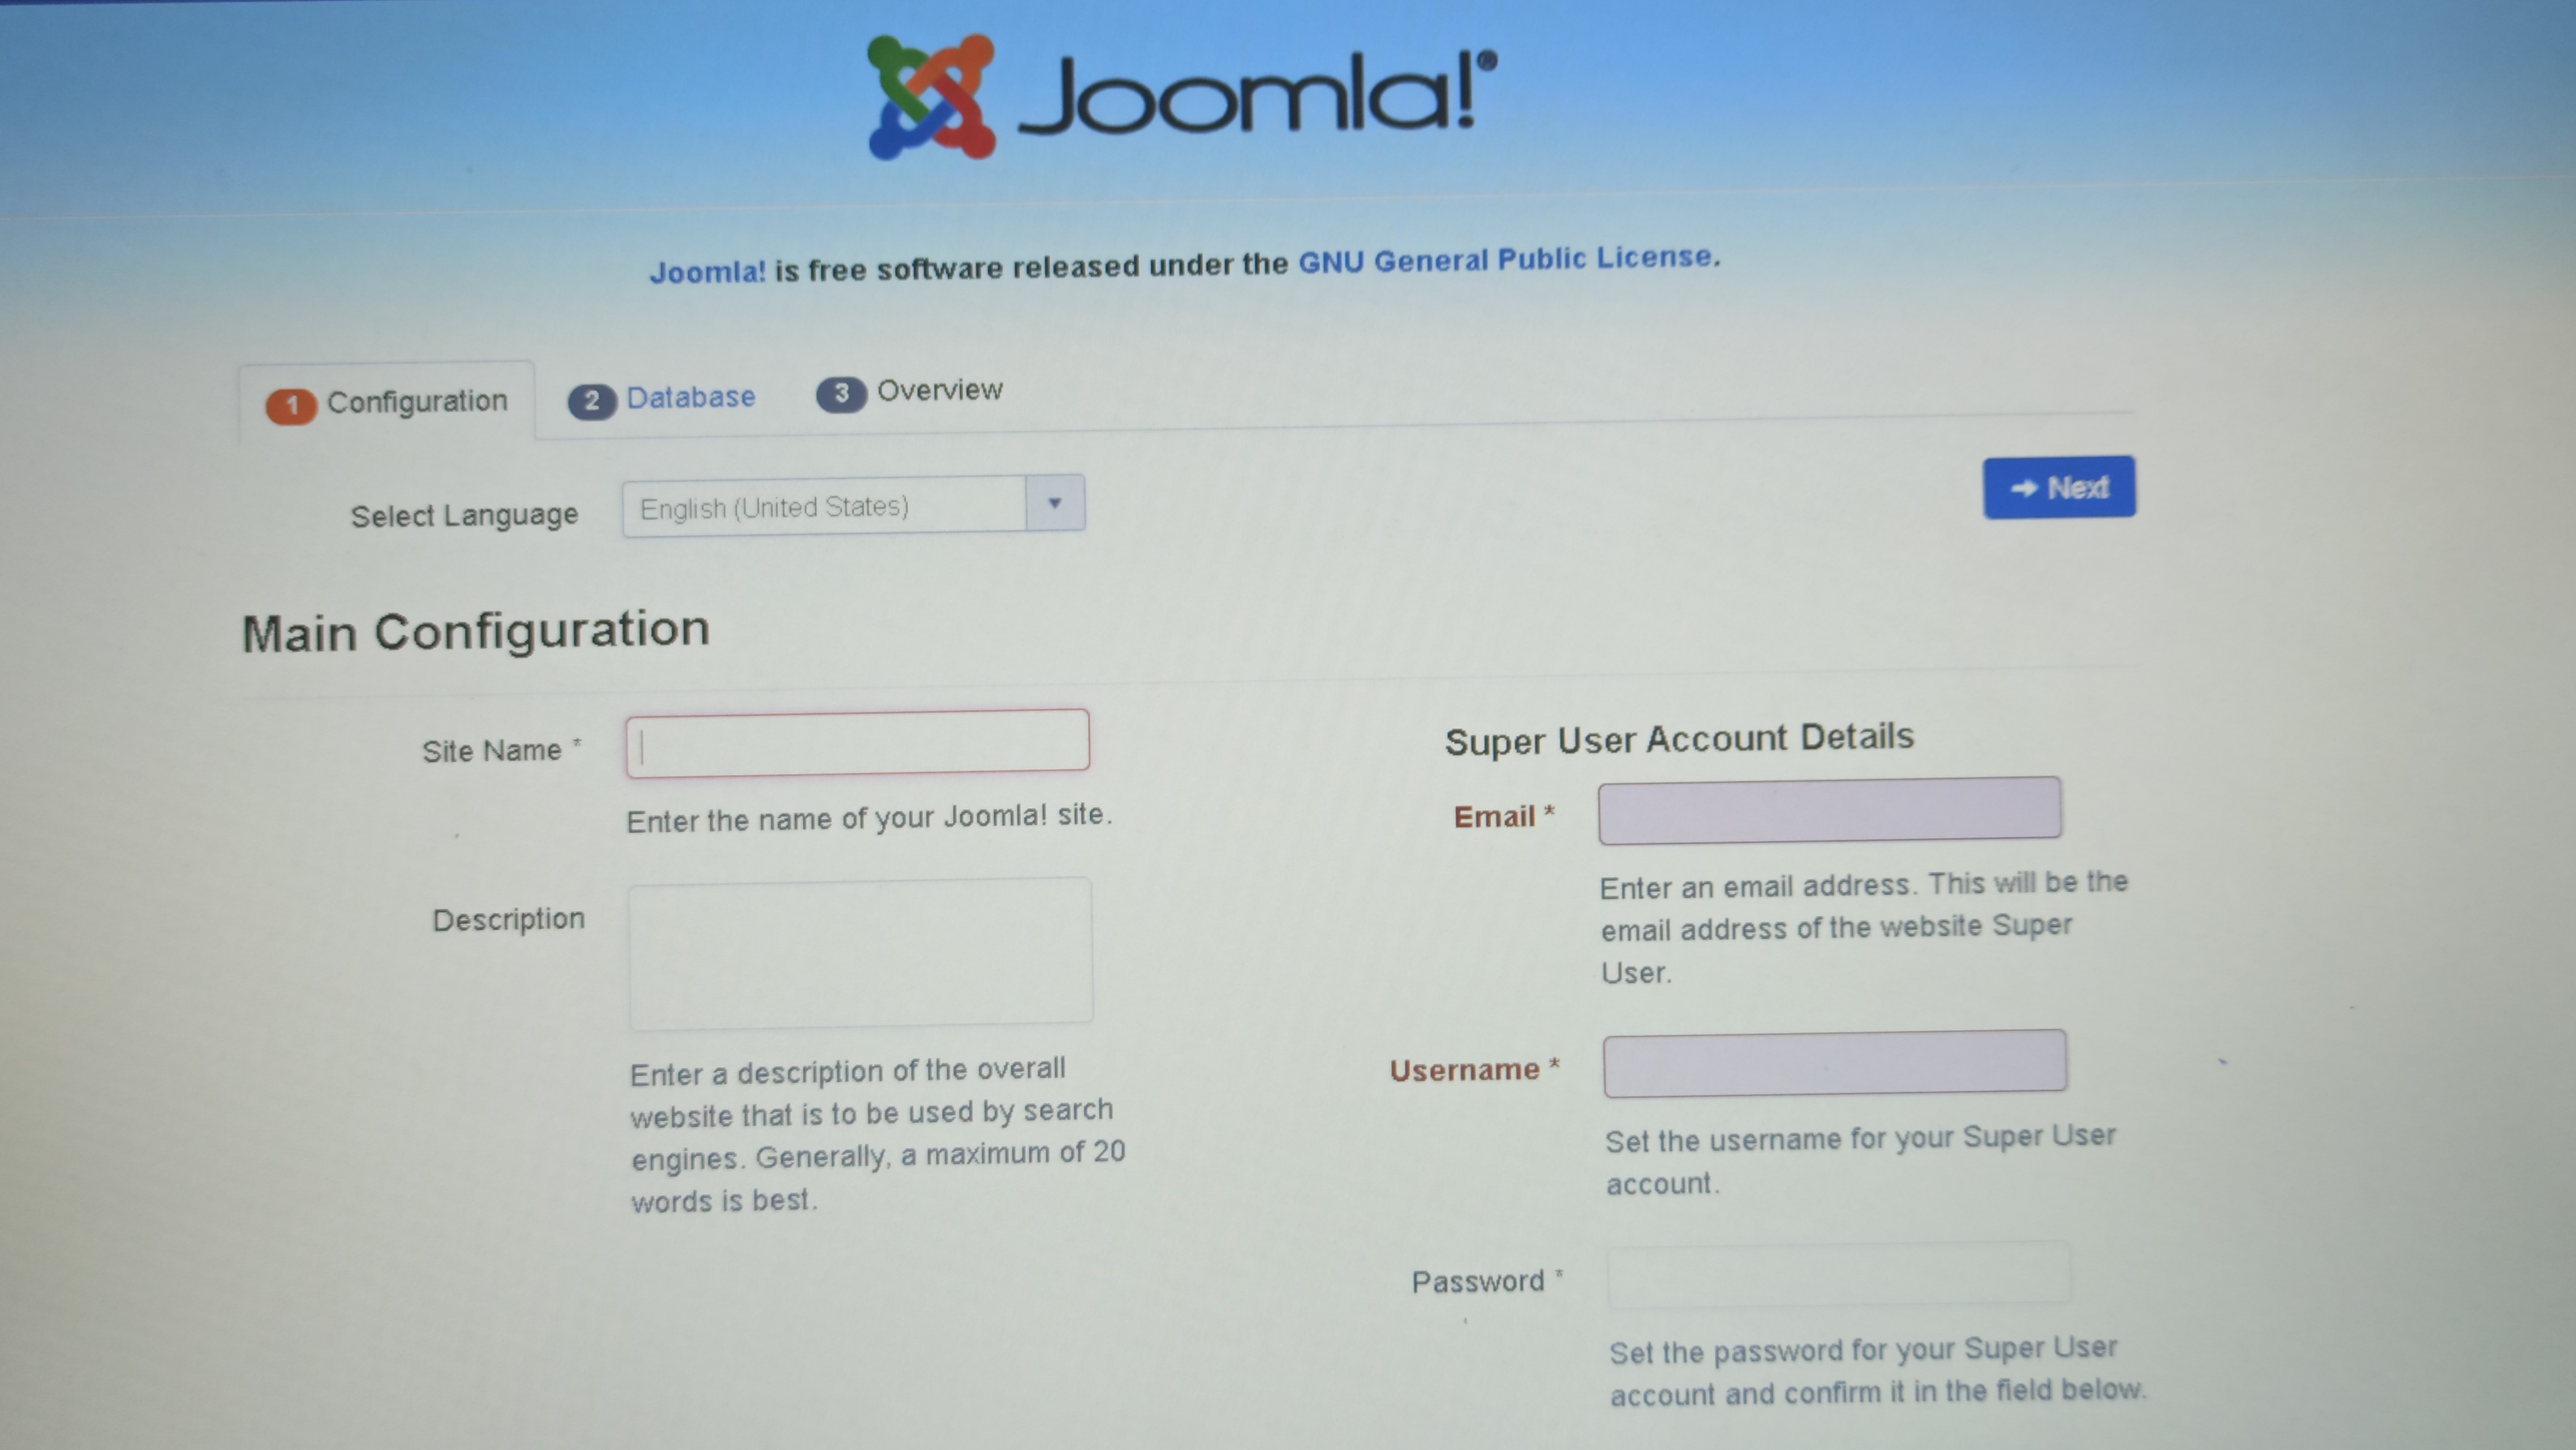 Joomla!®
Joomla! is free software released under the GNU General Public License.
1 Configuration
2 Database
3 Overview
Select Language
English (United States)
Next
Main Configuration
Site Name *
Enter the name of your Joomla! site.
Description
Enter a description of the overall
website that is to be used by search
engines. Generally, a maximum of 20
words is best.
Super User Account Details
Email *
Enter an email address. This will be the
email address of the website Super
User.
Username *
Set the username for your Super User
account.
Password *
Set the password for your Super User
account and confirm it in the field below.